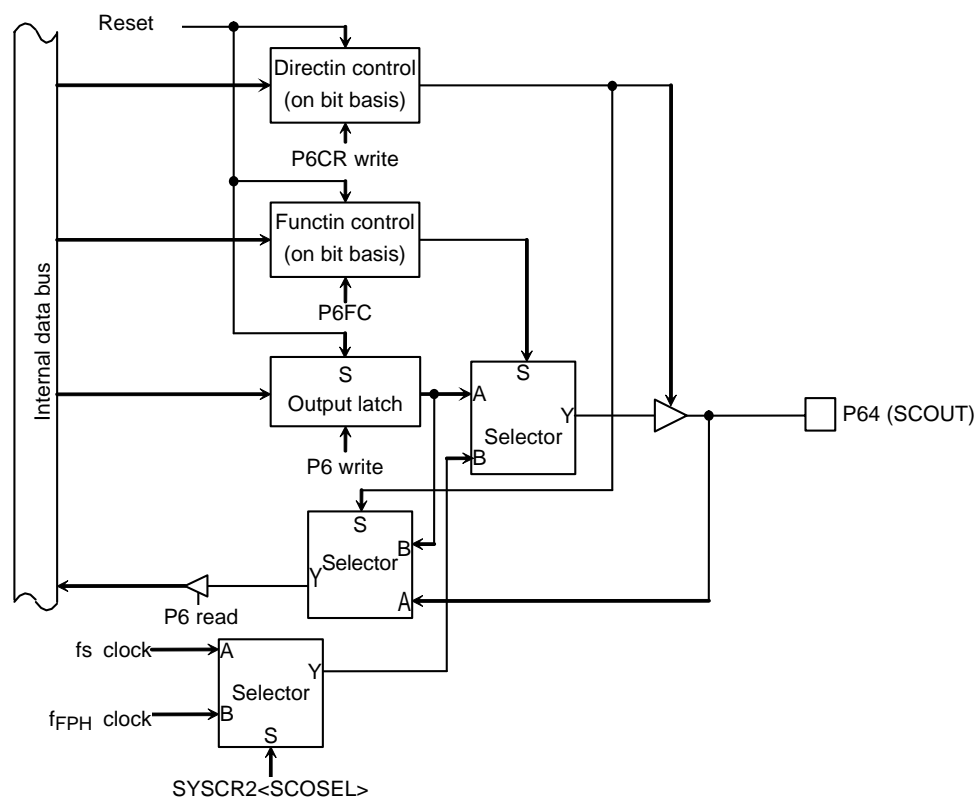 Reset
Directin control
(on bit basis)
P6CR write
Functin control
(on bit basis)
P6FC
Internal data bus
S
Output latch
P6 write
S
A
Y
Selector
B
P64 (SCOUT)
S
B
Selector
Y
A
P6 read
fs clock
A
Y
Selector
fFPH clock
B
S
SYSCR2<SCOSEL>